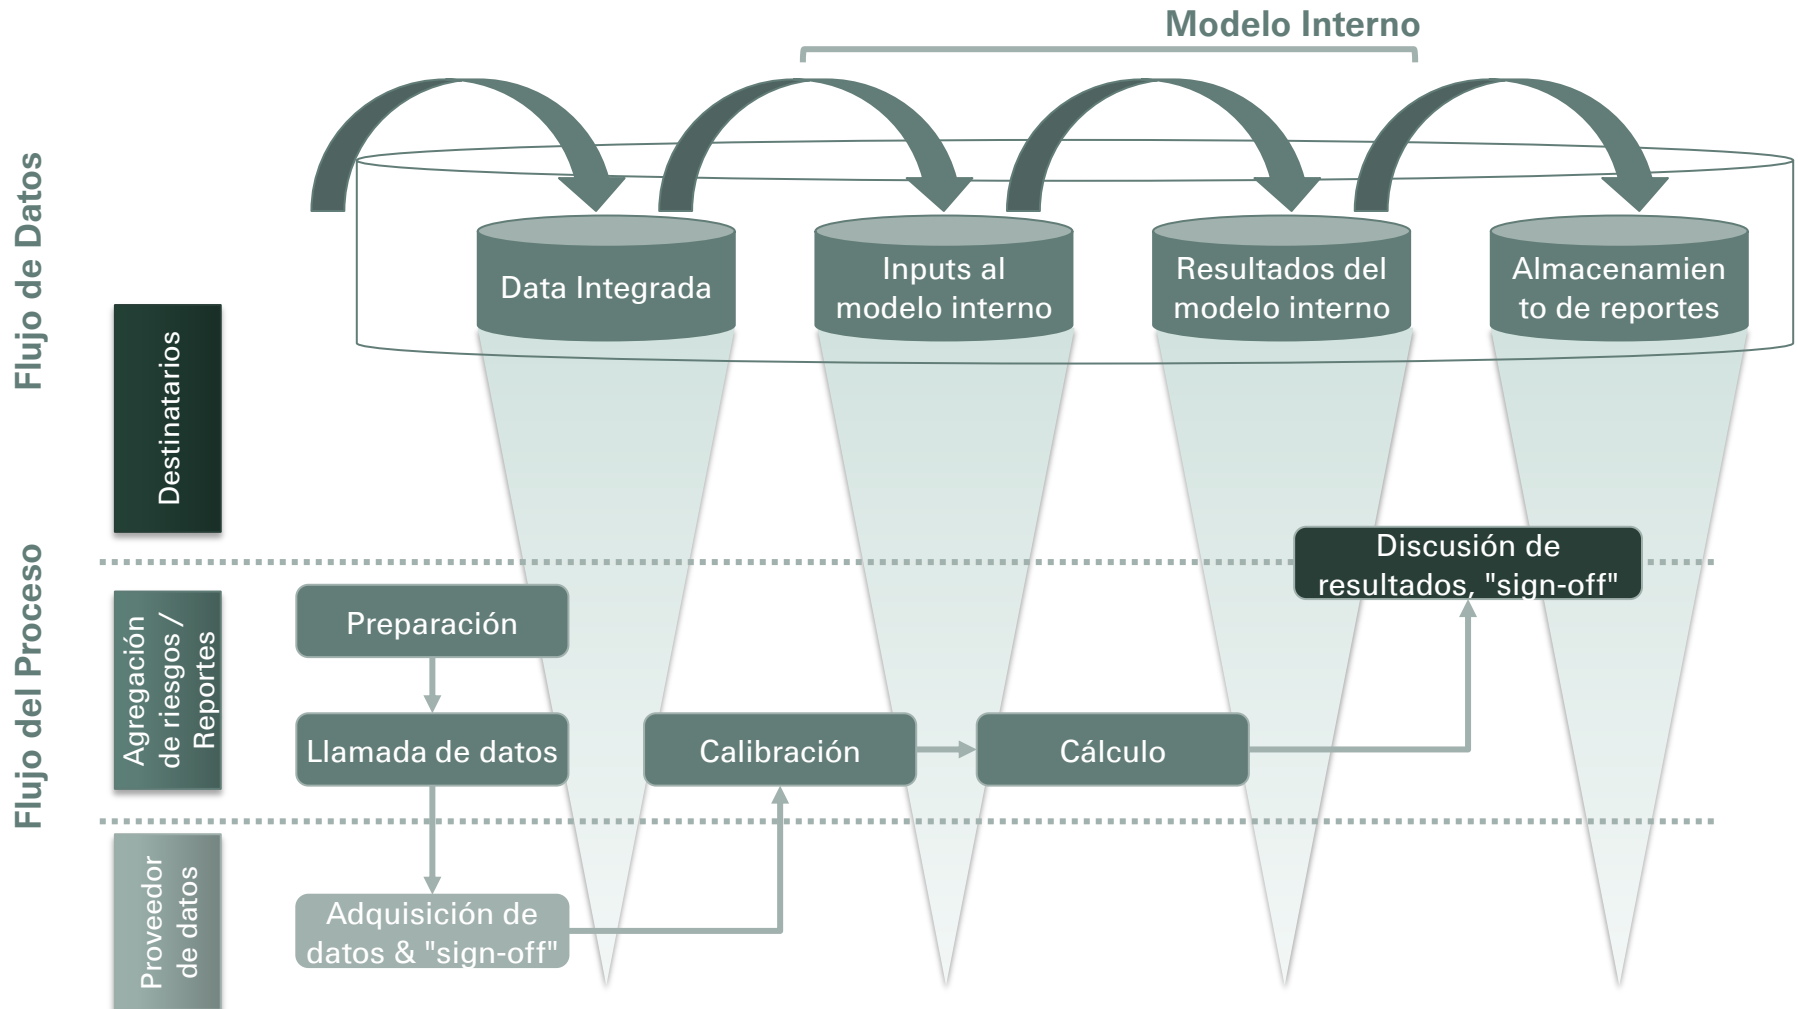 Modelo Interno
Flujo de Datos
Data Integrada
Inputs al
modelo interno
Resultados del
modelo interno
Almacenamien
to de reportes
Destinatarios
Flujo del Proceso
Discusión de
resultados, "sign-off"
Agregación
de riesgos /
Reportes
Preparación
Llamada de datos
Calibración
Cálculo
Proveedor
de datos
Adquisición de
datos & "sign-off"